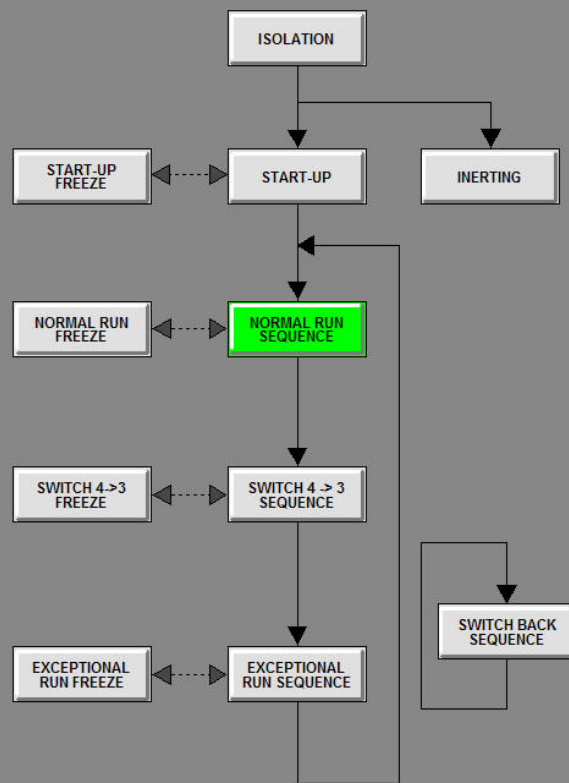 ISOLATION
START-UP
FREEZE
START-UP
INERTING
NORMAL RUN
FREEZE
NORMAL RUN
SEQUENCE
SWITCH 4->3
FREEZE
SWITCH 4 -> 3
SEQUENCE
SWITCH BACK
SEQUENCE
EXCEPTIONAL
RUN FREEZE
EXCEPTIONAL
RUN SEQUENCE